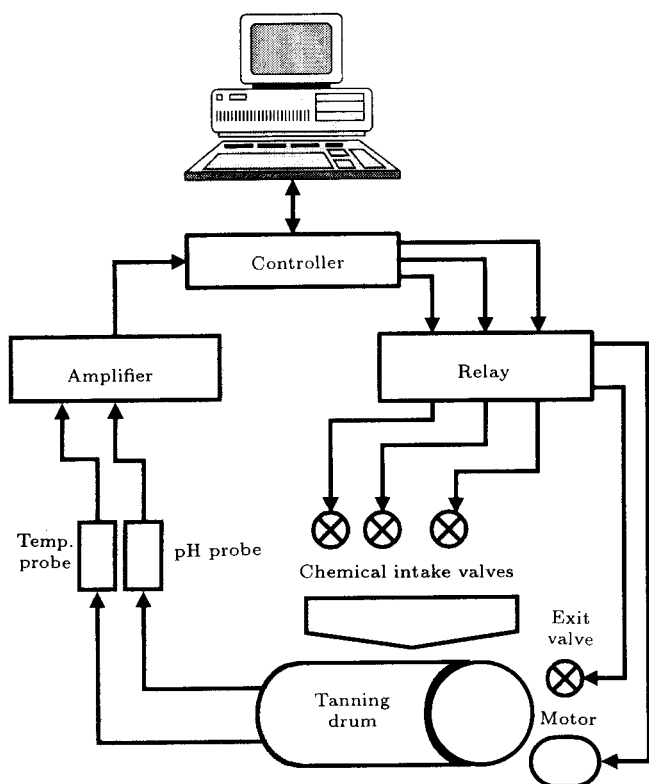 Controller
Amplifier
Relay
Temp.
probe
pH probe
Chemical intake valves
Exit
valve
Tanning
drum
Motor